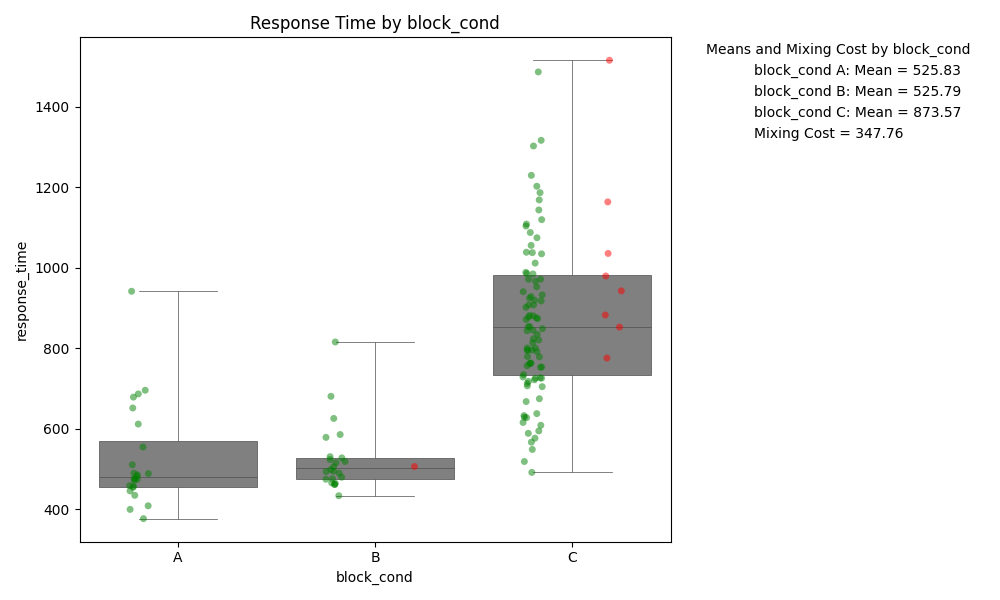 Response Time by block_cond
Means and Mixing Cost by block_cond
block_cond A: Mean = 525.83
block_cond B: Mean = 525.79
block_cond C: Mean = 873.57
Mixing Cost = 347.76
response_time
1400
1200
1000
800
600
400
A
B
C
block_cond